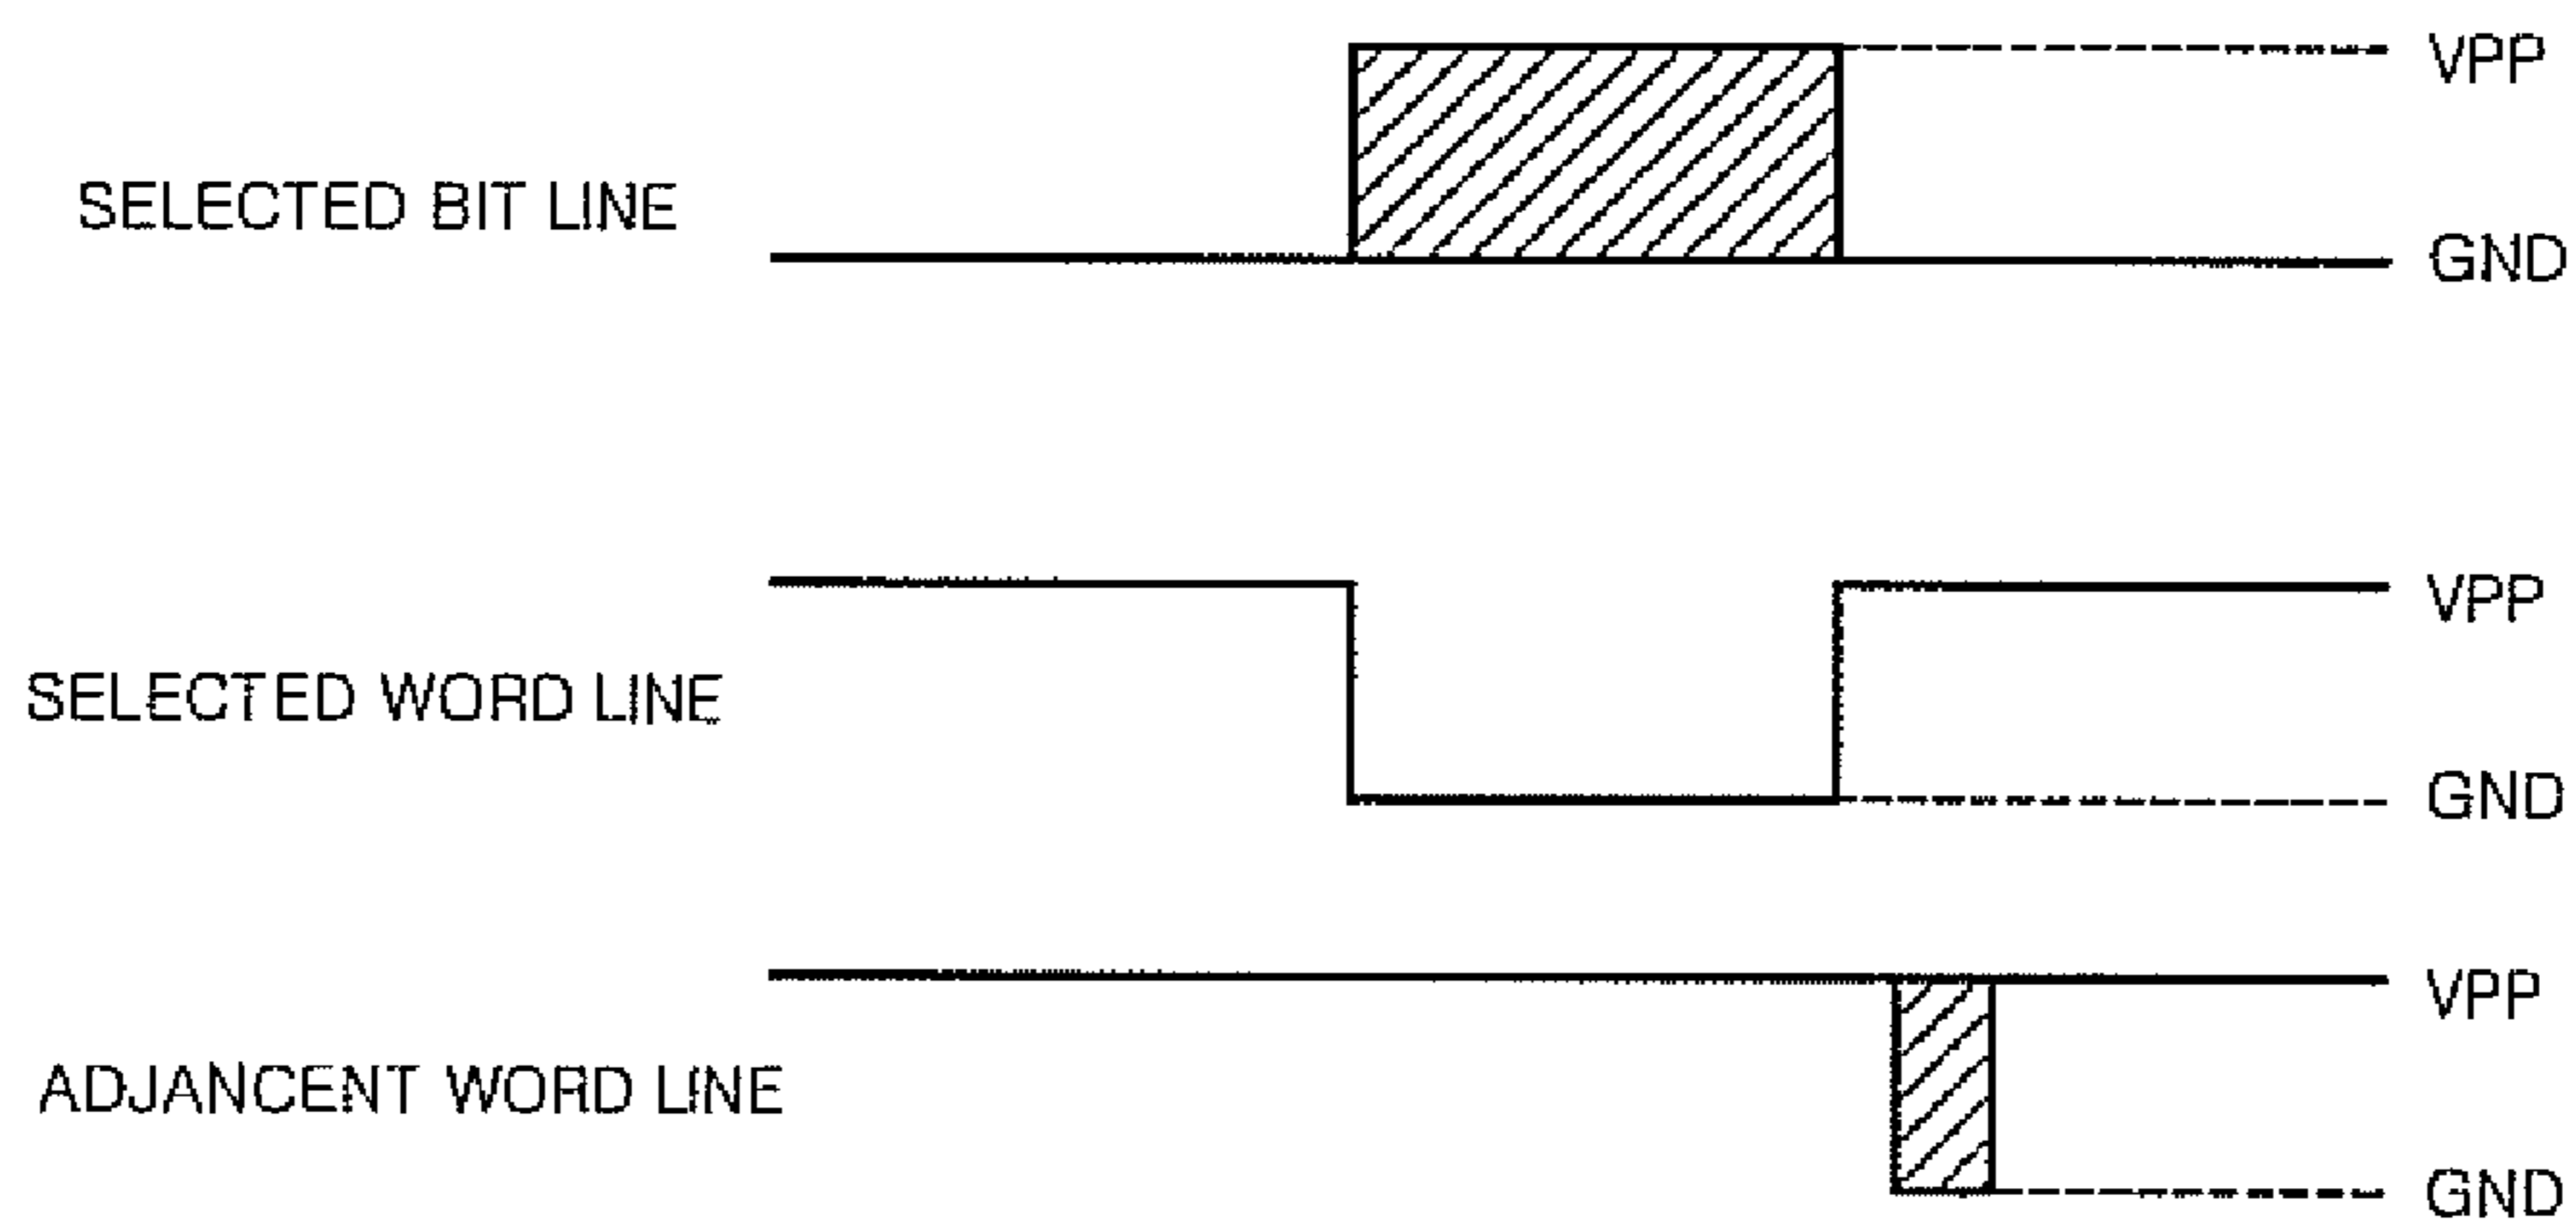 VPP
SELECTED BIT LINE
GND
VPP
SELECTED WORD LINE
GND
VPP
ADJANCENT WORD LINE
GND